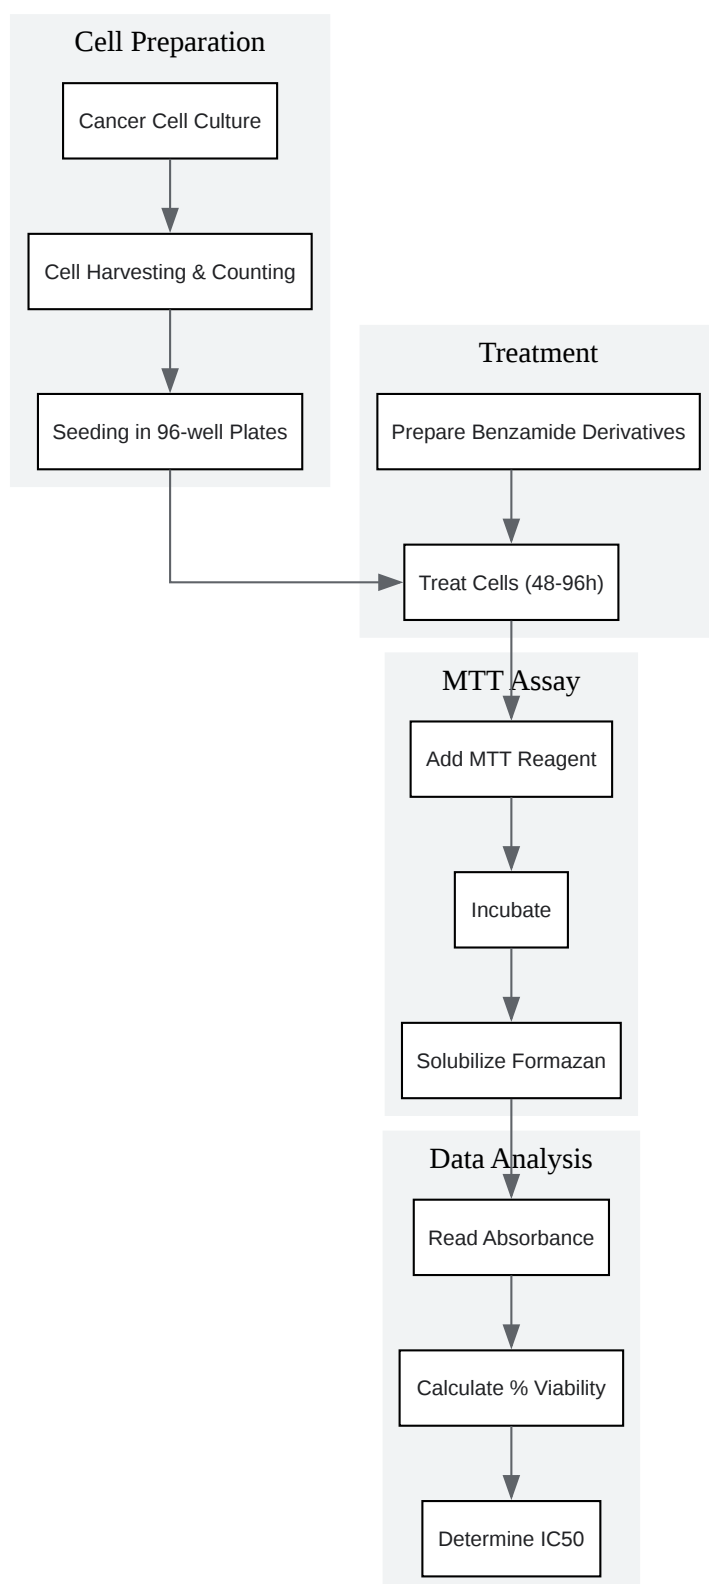 Cell Preparation
Cancer Cell Culture
Cell Harvesting & Counting
Seeding in 96-well Plates
Treatment
Prepare Benzamide Derivatives
Treat Cells (48-96h)
MTT Assay
Add MTT Reagent
Incubate
Solubilize Formazan
Data Analysis
Read Absorbance
Calculate % Viability
Determine IC50